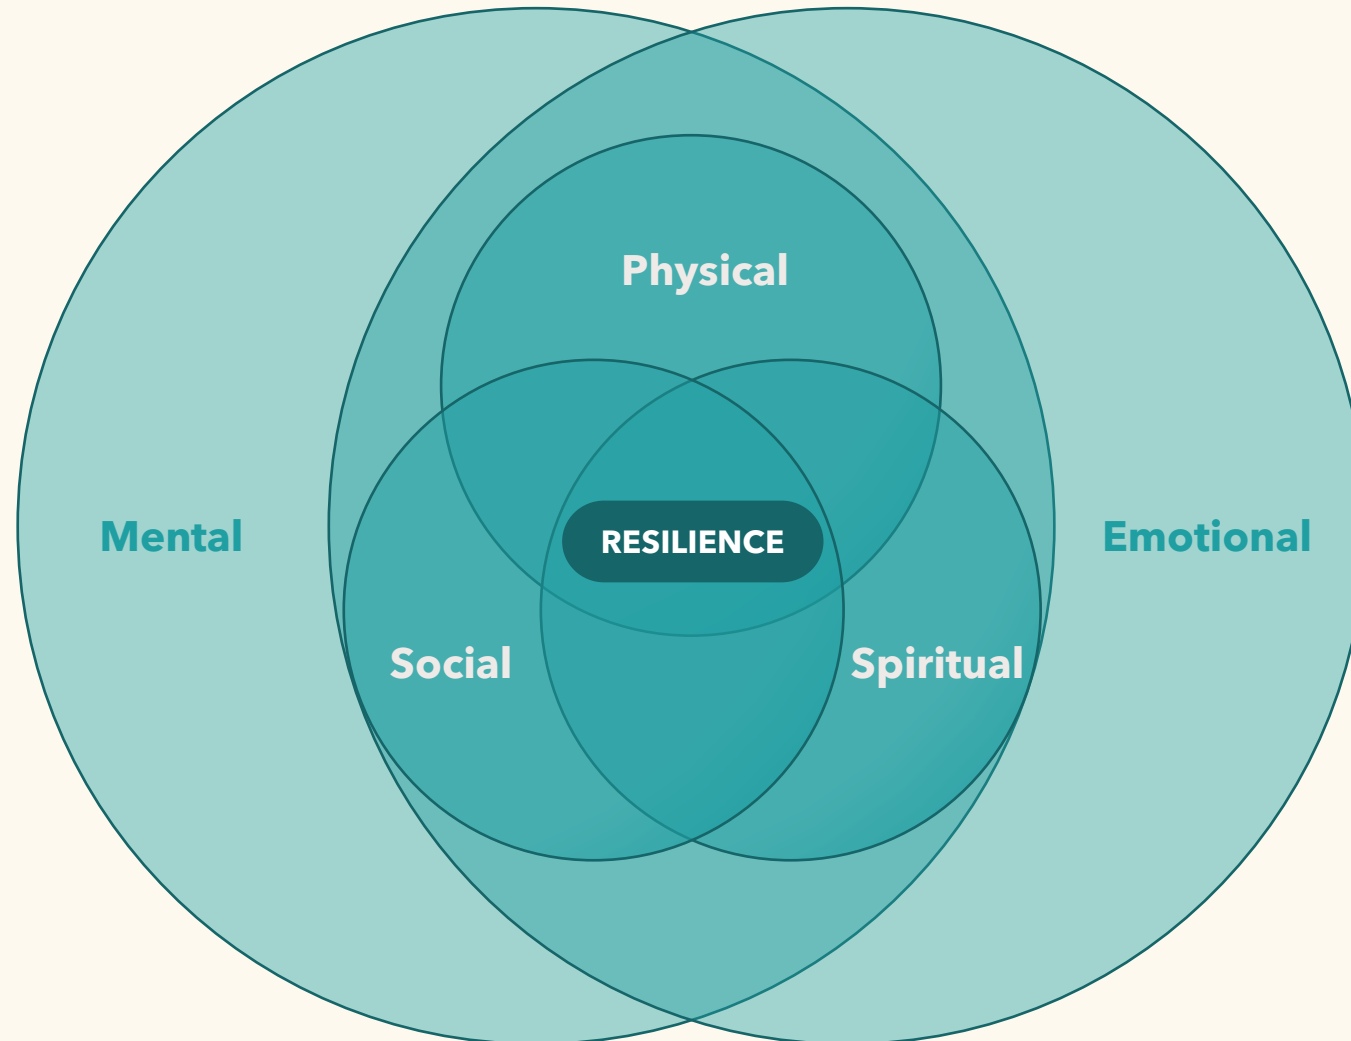 Physical
Mental
RESILIENCE
Emotional
Social
Spiritual